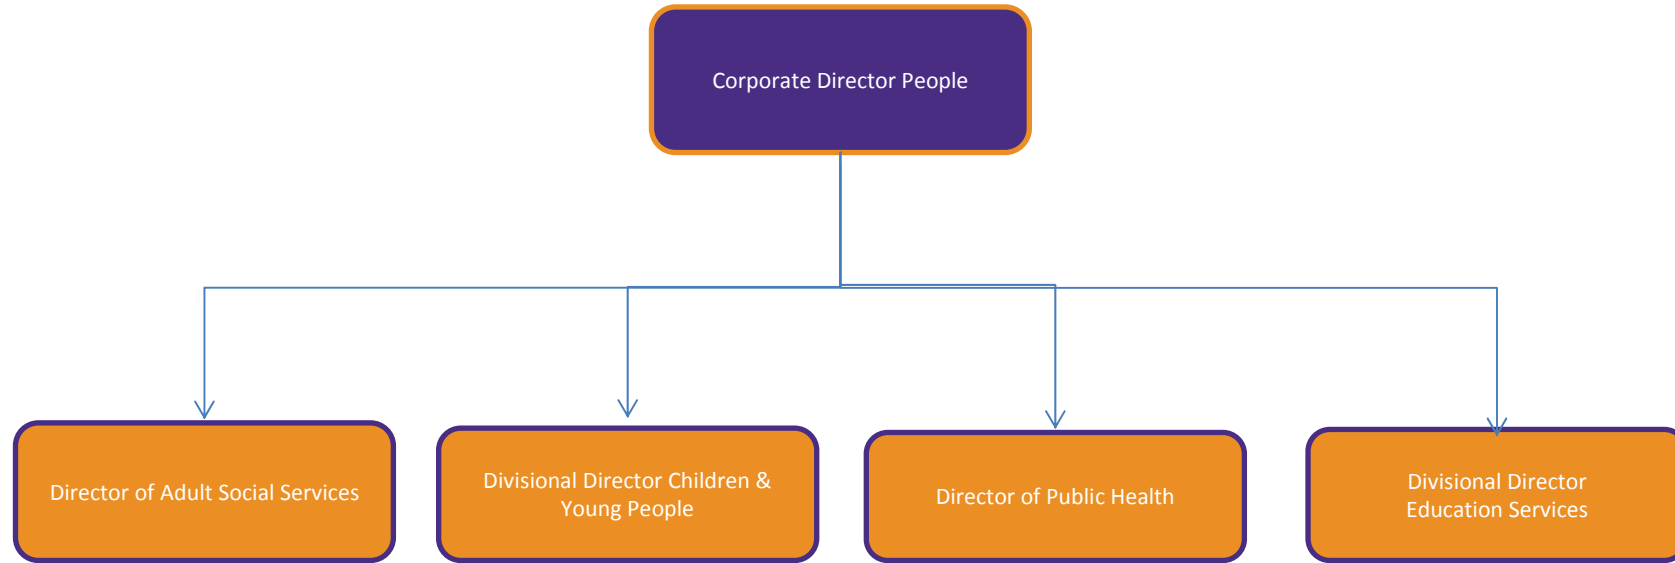 Corporate Director People
Director of Adult Social Services
Divisional Director Children &
Young People
Director of Public Health
Divisional Director
Education Services